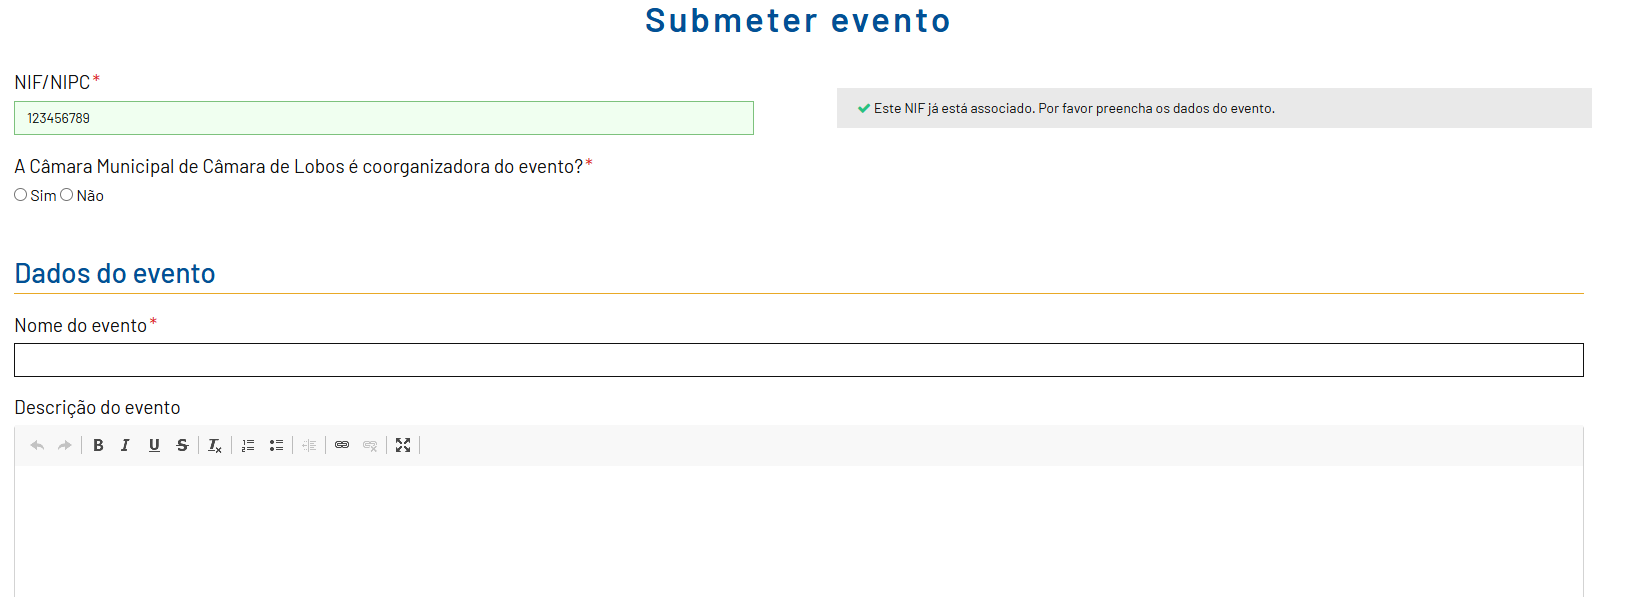 Submeter evento
NIF/NIPC*
123456789
Este NIF já está associado. Por favor preencha os dados do evento.
A Câmara Municipal de Câmara de Lobos é coorganizadora do evento?*
Sim Não
Dados do evento
Nome do evento*
Descrição do evento
B I U S Ix